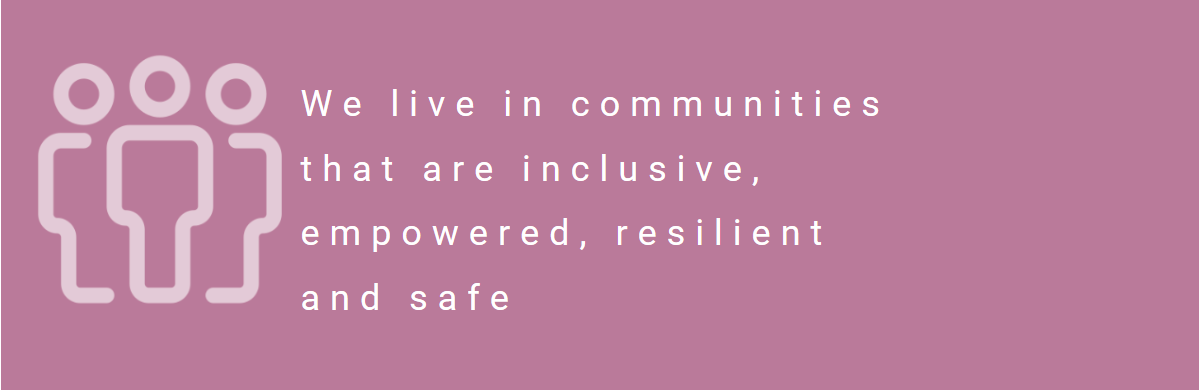 We live in communities
that are inclusive,
empowered, resilient
and safe